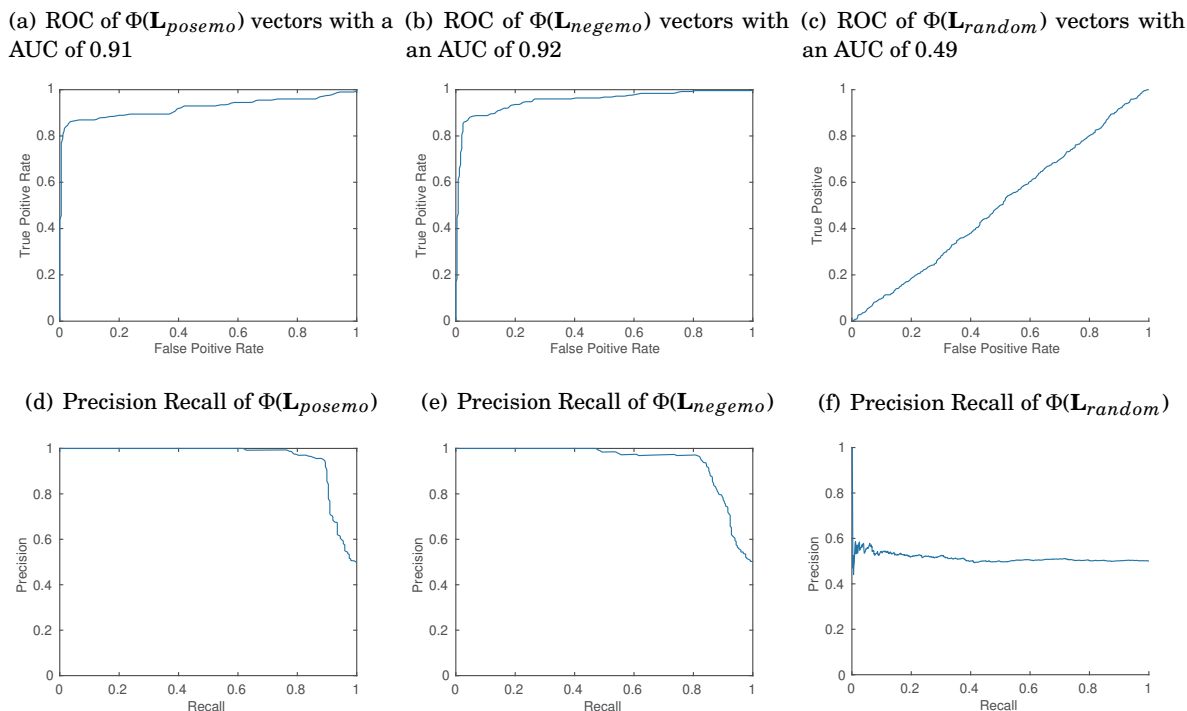 (a) ROC of Φ(L_posemo) vectors with a
AUC of 0.91
(b) ROC of Φ(L_negemo) vectors with
an AUC of 0.92
(c) ROC of Φ(L_random) vectors with
an AUC of 0.49
True Poitive Rate
1
0.8
0.6
0.4
0.2
0
0 0.2 0.4 0.6 0.8 1
False Poitive Rate
True Poitive Rate
1
0.8
0.6
0.4
0.2
0
0 0.2 0.4 0.6 0.8 1
False Poitive Rate
True Positive
1
0.8
0.6
0.4
0.2
0
0 0.2 0.4 0.6 0.8 1
False Positive Rate
(d) Precision Recall of Φ(L_posemo)
(e) Precision Recall of Φ(L_negemo)
(f) Precision Recall of Φ(L_random)
Precision
1
0.8
0.6
0.4
0.2
0
0 0.2 0.4 0.6 0.8 1
Recall
Precision
1
0.8
0.6
0.4
0.2
0
0 0.2 0.4 0.6 0.8 1
Recall
Precision
1
0.8
0.6
0.4
0.2
0
0 0.2 0.4 0.6 0.8 1
Recall